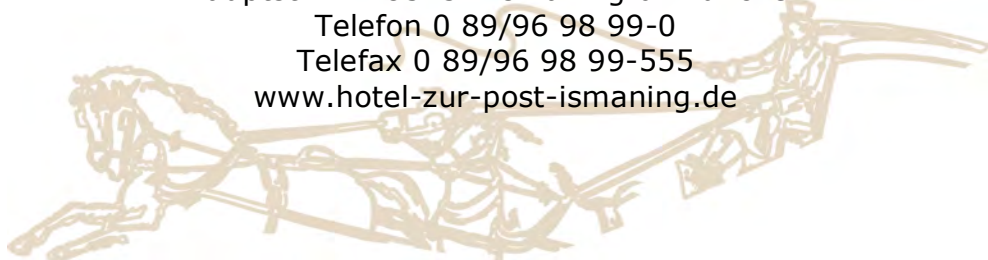 Telefon 0 89/96 98 99-0
Telefax 0 89/96 98 99-555
www.hotel-zur-post-ismaning.de